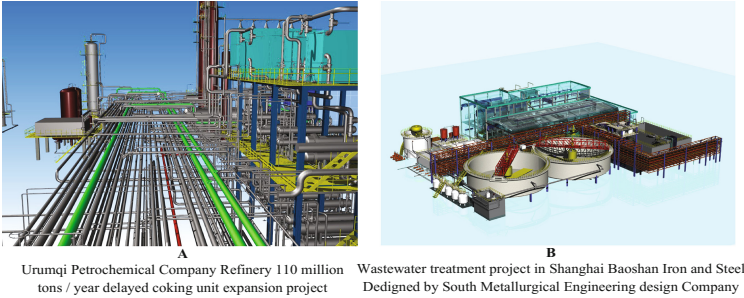 A
Urumqi Petrochemical Company Refinery 110 million
tons / year delayed coking unit expansion project
B
Wastewater treatment project in Shanghai Baoshan Iron and Steel
Dedigned by South Metallurgical Engineering design Company